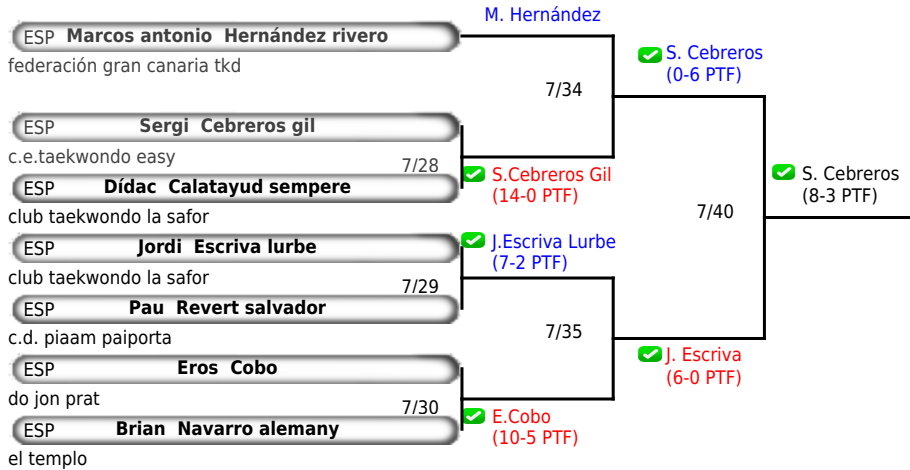 M. Hernández
ESP Marcos antonio Hernández rivero
federación gran canaria tkd
7/34
S. Cebreros
(0-6 PTF)
ESP Sergi Cebreros gil
c.e.taekwondo easy
7/28
S.Cebreros Gil
(14-0 PTF)
ESP Dídac Calatayud sempere
club taekwondo la safor
7/40
S. Cebreros
(8-3 PTF)
ESP Jordi Escriva lurbe
J.Escriva Lurbe
(7-2 PTF)
club taekwondo la safor
7/29
ESP Pau Revert salvador
c.d. piaam paiporta
7/35
J. Escriva
(6-0 PTF)
ESP Eros Cobo
do jon prat
7/30
E.Cobo
(10-5 PTF)
ESP Brian Navarro alemany
el templo